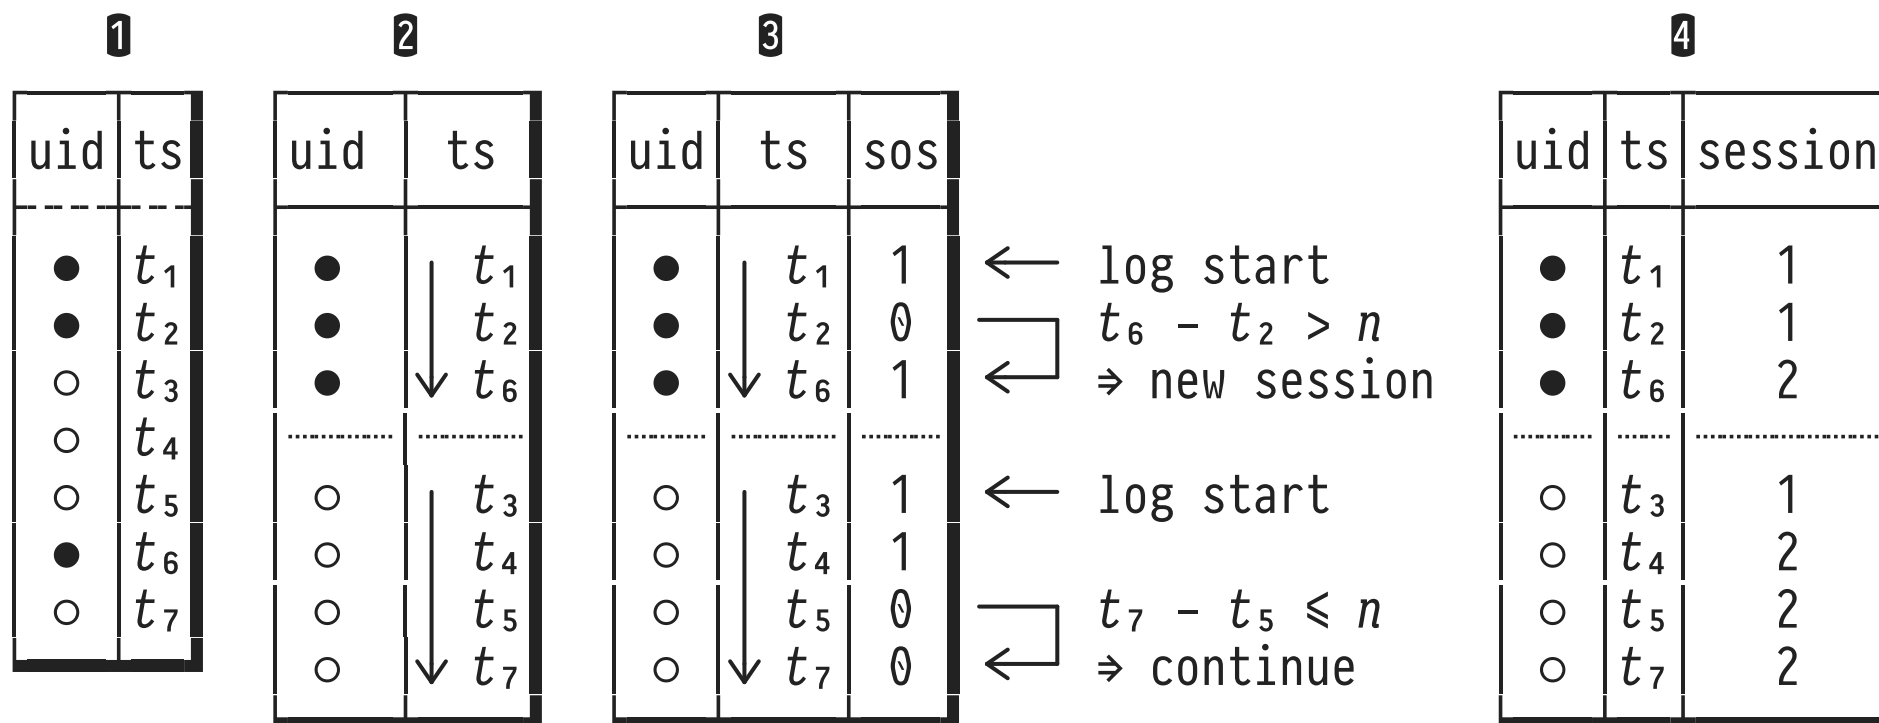 1 2 3 4
uid ts uid ts uid ts sos uid ts session
● t₁ ● t₁ ● t₁ 1 ← log start ● t₁ 1
● t₂ ● t₂ ● t₂ 0 t₆ – t₂ > n ● t₂ 1
○ t₃ ● t₆ ● t₆ 1 ⇒ new session ● t₆ 2
○ t₄
○ t₅ ○ t₃ ○ t₃ 1 ← log start ○ t₃ 1
● t₆ ○ t₄ ○ t₄ 1 ○ t₄ 2
○ t₇ ○ t₅ ○ t₅ 0 t₇ – t₅ ⩽ n ○ t₅ 2
○ t₇ ○ t₇ 0 ⇒ continue ○ t₇ 2